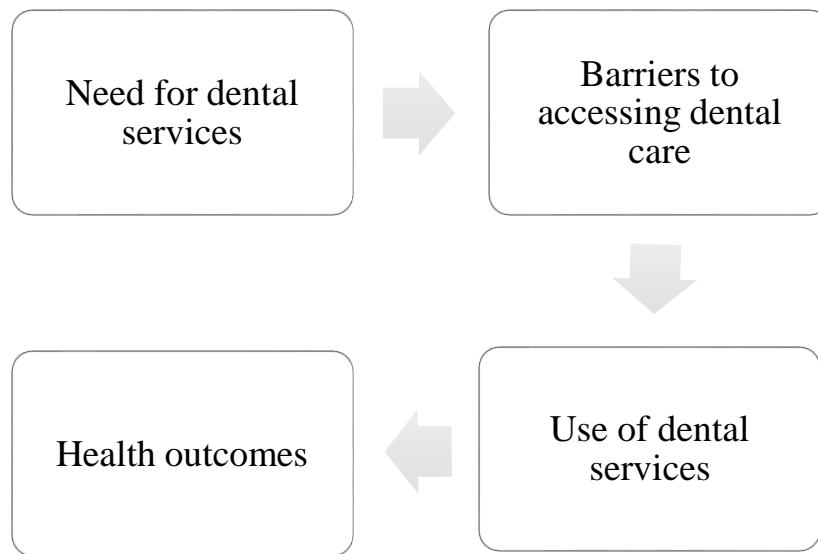 Need for dental
services
Barriers to
accessing dental
care
Use of dental
services
Health outcomes